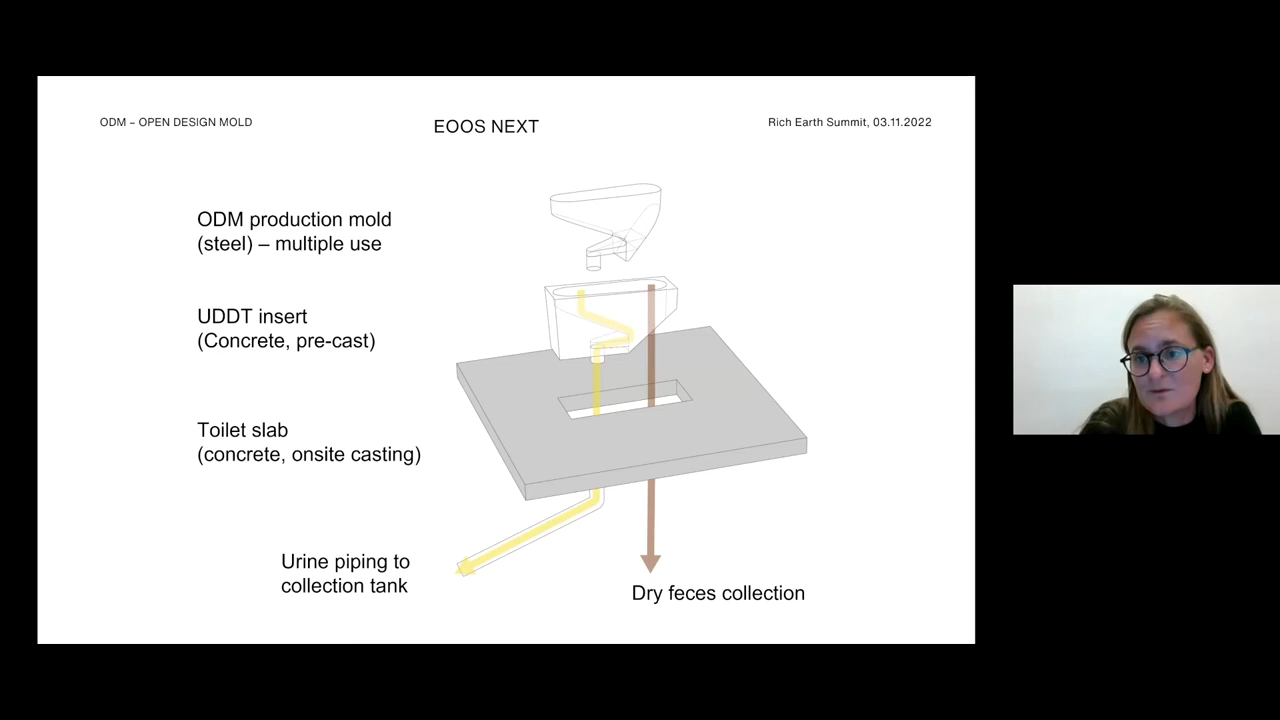 ODM – OPEN DESIGN MOLD
EOOS NEXT
Rich Earth Summit, 03.11.2022
ODM production mold
(steel) – multiple use
UDDT insert
(Concrete, pre-cast)
Toilet slab
(concrete, onsite casting)
Urine piping to
collection tank
Dry feces collection